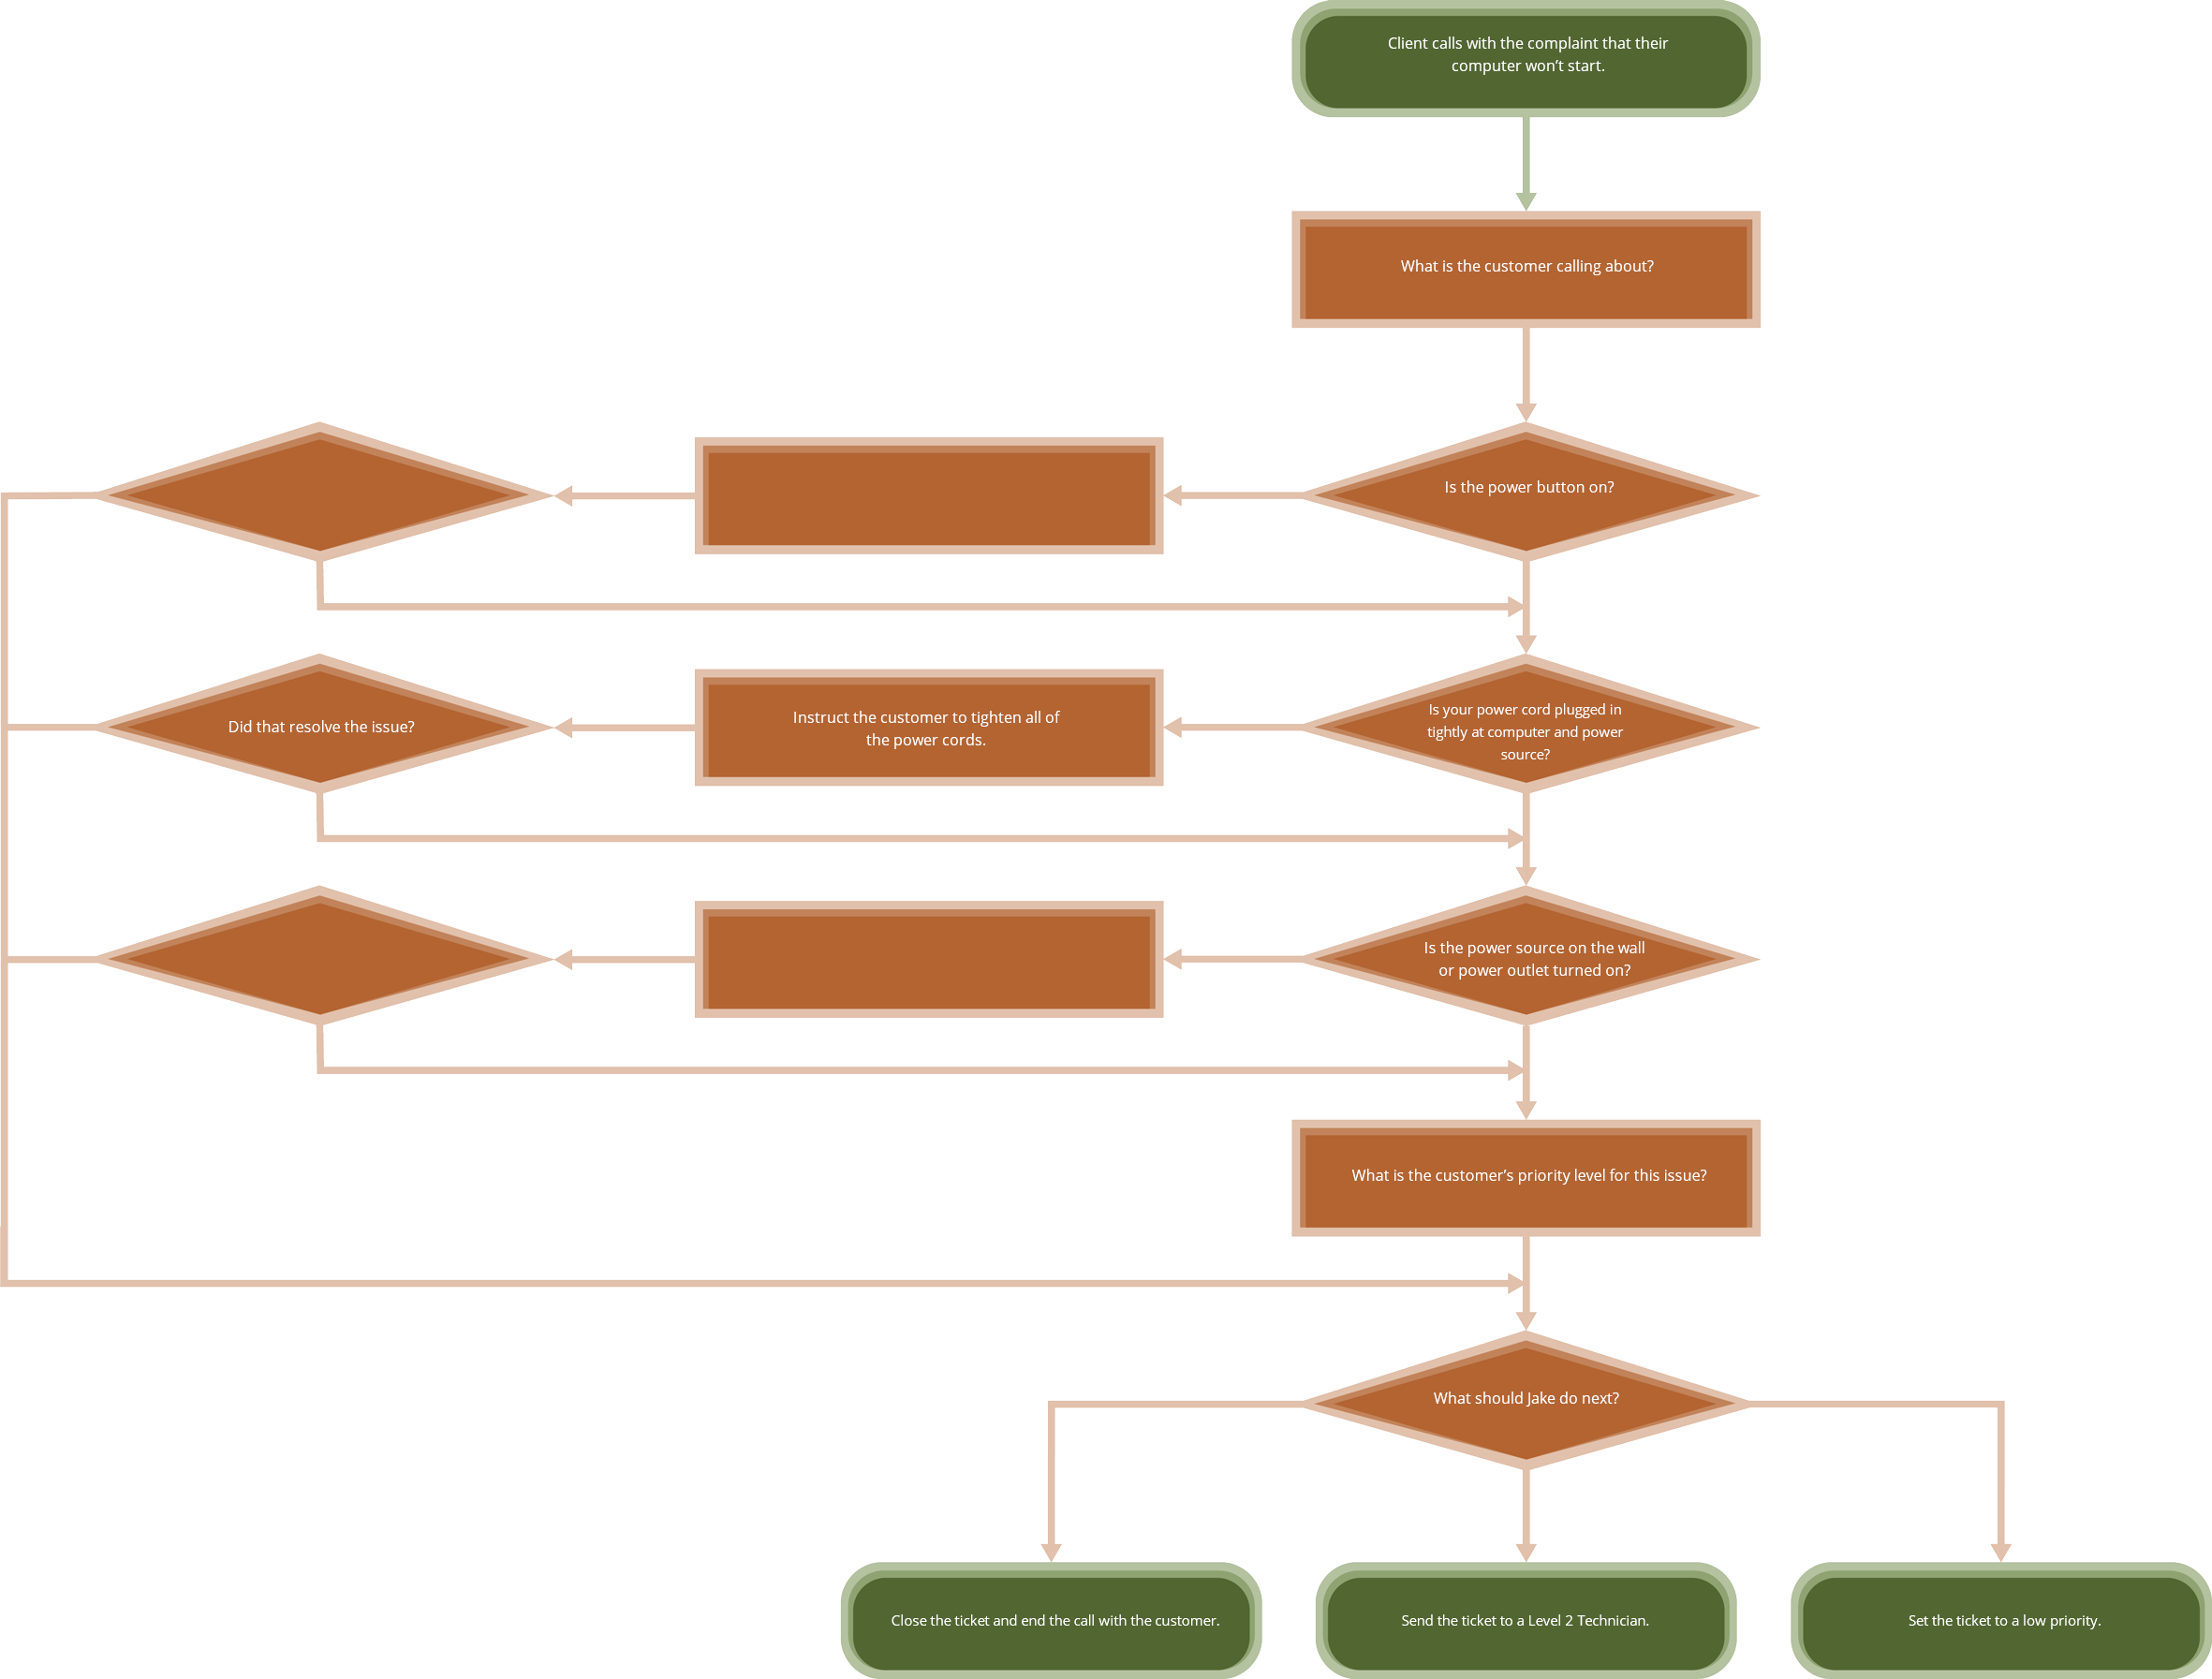 Client calls with the complaint that their
computer won’t start.
What is the customer calling about?
Is the power button on?
Did that resolve the issue?
Instruct the customer to tighten all of
the power cords.
Is your power cord plugged in
tightly at computer and power
source?
Is the power source on the wall
or power outlet turned on?
What is the customer’s priority level for this issue?
What should Jake do next?
Close the ticket and end the call with the customer.
Send the ticket to a Level 2 Technician.
Set the ticket to a low priority.